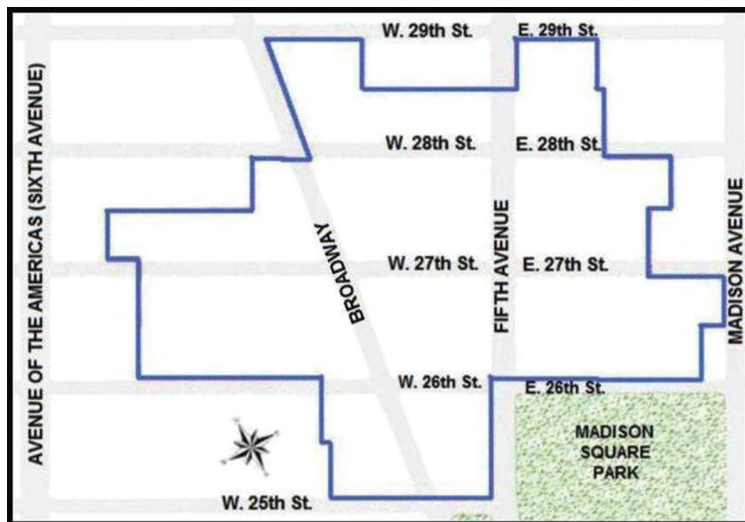 W. 29th St.
E. 29th St.
W. 28th St.
E. 28th St.
AVENUE OF THE AMERICAS (SIXTH AVENUE)
BROADWAY
FIFTH AVENUE
MADISON AVENUE
W. 27th St.
E. 27th St.
W. 26th St.
E. 26th St.
MADISON
SQUARE
PARK
W. 25th St.